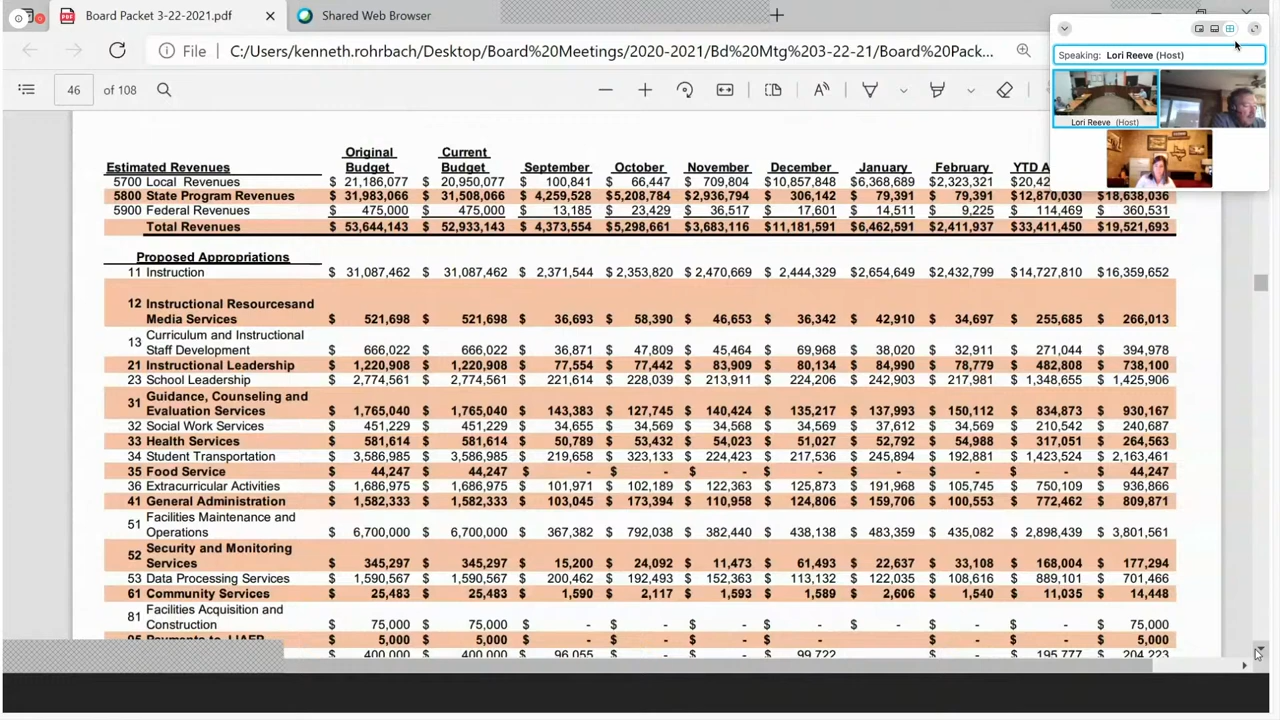 Board Packet 3-22-2021.pdf
Shared Web Browser
File C:/Users/kenneth.rohrbach/Desktop/Board%20Meetings/2020-2021/Bd%20Mtg%203-22-21/Board%20Pack...
46 of 108
Speaking: Lori Reeve (Host)
Lori Reeve (Host)
Estimated Revenues Original Budget Current Budget September October November December January February YTD A
5700 Local Revenues $ 21,186,077 $ 20,950,077 $ 100,841 $ 66,447 $ 709,804 $10,857,848 $6,368,689 $2,323,321 $20,42
5800 State Program Revenues $ 31,983,066 $ 31,508,066 $ 4,259,528 $5,208,784 $2,936,794 $ 306,142 $ 79,391 $ 79,391 $12,870,030 $18,638,036
5900 Federal Revenues $ 475,000 $ 475,000 $ 13,185 $ 23,429 $ 36,517 $ 17,601 $ 14,511 $ 9,225 $ 114,469 $ 360,531
Total Revenues $ 53,644,143 $ 52,933,143 $ 4,373,554 $5,298,661 $3,683,116 $11,181,591 $6,462,591 $2,411,937 $33,411,450 $19,521,693
Proposed Appropriations
11 Instruction $ 31,087,462 $ 31,087,462 $ 2,371,544 $ 2,353,820 $ 2,470,669 $ 2,444,329 $2,654,649 $2,432,799 $14,727,810 $16,359,652
12 Instructional Resourcesand
Media Services $ 521,698 $ 521,698 $ 36,693 $ 58,390 $ 46,653 $ 36,342 $ 42,910 $ 34,697 $ 255,685 $ 266,013
13 Curriculum and Instructional
Staff Development $ 666,022 $ 666,022 $ 36,871 $ 47,809 $ 45,464 $ 69,968 $ 38,020 $ 32,911 $ 271,044 $ 394,978
21 Instructional Leadership $ 1,220,908 $ 1,220,908 $ 77,554 $ 77,442 $ 83,909 $ 80,134 $ 84,990 $ 78,779 $ 482,808 $ 738,100
23 School Leadership $ 2,774,561 $ 2,774,561 $ 221,614 $ 228,039 $ 213,911 $ 224,206 $ 242,903 $ 217,981 $ 1,348,655 $ 1,425,906
31 Guidance, Counseling and
Evaluation Services $ 1,765,040 $ 1,765,040 $ 143,383 $ 127,745 $ 140,424 $ 135,217 $ 137,993 $ 150,112 $ 834,873 $ 930,167
32 Social Work Services $ 451,229 $ 451,229 $ 34,655 $ 34,569 $ 34,568 $ 34,569 $ 37,612 $ 34,569 $ 210,542 $ 240,687
33 Health Services $ 581,614 $ 581,614 $ 50,789 $ 53,432 $ 54,023 $ 51,027 $ 52,792 $ 54,988 $ 317,051 $ 264,563
34 Student Transportation $ 3,586,985 $ 3,586,985 $ 219,658 $ 323,133 $ 224,423 $ 217,536 $ 245,894 $ 192,881 $ 1,423,524 $ 2,163,461
35 Food Service $ 44,247 $ 44,247 $ - $ - $ - $ - $ - $ - $ - $ 44,247
36 Extracurricular Activities $ 1,686,975 $ 1,686,975 $ 101,971 $ 102,189 $ 122,363 $ 125,873 $ 191,968 $ 105,745 $ 750,109 $ 936,866
41 General Administration $ 1,582,333 $ 1,582,333 $ 103,045 $ 173,394 $ 110,958 $ 124,806 $ 159,706 $ 100,553 $ 772,462 $ 809,871
51 Facilities Maintenance and
Operations $ 6,700,000 $ 6,700,000 $ 367,382 $ 792,038 $ 382,440 $ 438,138 $ 483,359 $ 435,082 $ 2,898,439 $ 3,801,561
52 Security and Monitoring
Services $ 345,297 $ 345,297 $ 15,200 $ 24,092 $ 11,473 $ 61,493 $ 22,637 $ 33,108 $ 168,004 $ 177,294
53 Data Processing Services $ 1,590,567 $ 1,590,567 $ 200,462 $ 192,493 $ 152,363 $ 113,132 $ 122,035 $ 108,616 $ 889,101 $ 701,466
61 Community Services $ 25,483 $ 25,483 $ 1,590 $ 2,117 $ 1,593 $ 1,589 $ 2,606 $ 1,540 $ 11,035 $ 14,448
81 Facilities Acquisition and
Construction $ 75,000 $ 75,000 $ - $ - $ - $ - $ - $ - $ - $ 75,000
95 Payments to $ 5,000 $ 5,000 $ - $ - $ - $ - $ - $ - $ 5,000
$ 400,000 $ 400,000 $ 96,055 $ - $ - $ 99,722 $ - $ 195,777 $ 204,223